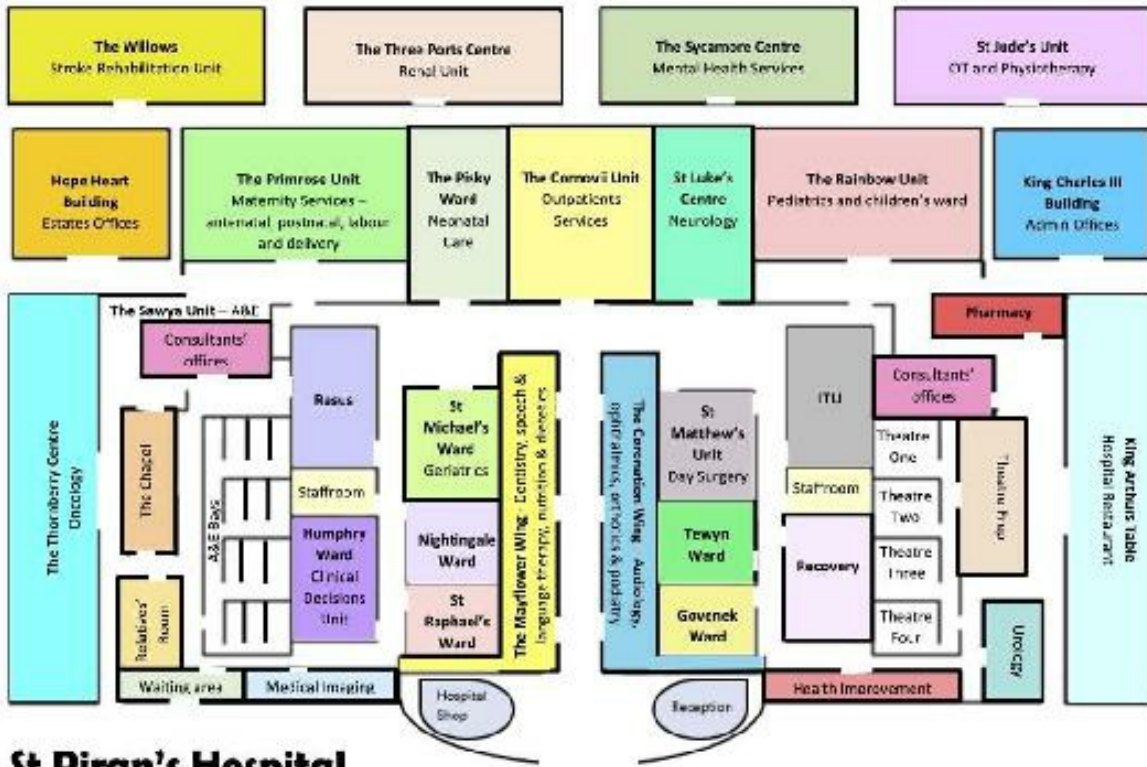 The Willows
Stroke Rehabilitation Unit
The Three Ports Centre
Renal Unit
The Sycamore Centre
Mental Health Services
St Jude's Unit
OT and Physiotherapy
Hope Heart
Building
Estates Offices
The Primrose Unit
Maternity Services –
antenatal, postnatal, labour
and delivery
The Pisky
Ward
Neonatal
Care
The Cornovii Unit
Outpatients
Services
St Luke's
Centre
Neurology
The Rainbow Unit
Pediatrics and children's ward
King Charles III
Building
Admin Offices
The Sawya Unit – A&E
Consultants'
offices
Resus
Staffroom
Humphry
Ward
Clinical
Decisions
Unit
The Thornberry Centre
Oncology
The Chapel
A&E Bays
Relatives'
Room
Waiting area
Medical Imaging
St
Michael's
Ward
Geriatrics
Nightingale
Ward
St
Raphael's
Ward
The Mayflower Wing - Dentistry, speech &
language therapy, nutrition & dietetics
Hospital
Shop
The Coronation Wing - Audiology,
ophthalmics, orthotics & podiatry
St
Matthew's
Unit
Day Surgery
Tewyn
Ward
Govenek
Ward
Reception
ITU
Staffroom
Recovery
Pharmacy
Consultants'
offices
Theatre
One
Theatre
Two
Theatre
Three
Theatre
Four
Theatre Prep
Urology
Health Improvement
King Arthurs Table
Hospital Restaurant
St Piran's Hospital